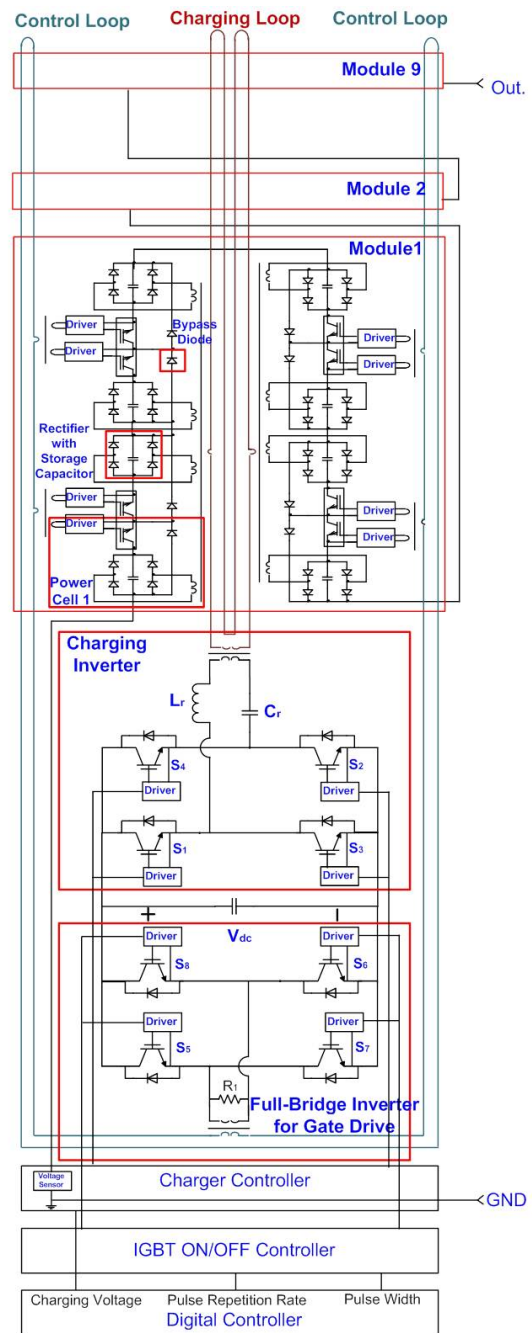 Control Loop
Charging Loop
Control Loop
Module 9
Out.
Module 2
Module1
Driver
Driver
Bypass
Diode
Driver
Driver
Rectifier
with
Storage
Capacitor
Driver
Driver
Driver
Driver
Power
Cell 1
Charging
Inverter
Lr
Cr
S4
Driver
S2
Driver
S1
Driver
S3
Driver
+
Vdc
–
Driver
S8
Driver
S6
Driver
S5
Driver
S7
R1
Full-Bridge Inverter
for Gate Drive
Voltage
Sensor
Charger Controller
GND
IGBT ON/OFF Controller
Charging Voltage
Pulse Repetition Rate
Pulse Width
Digital Controller